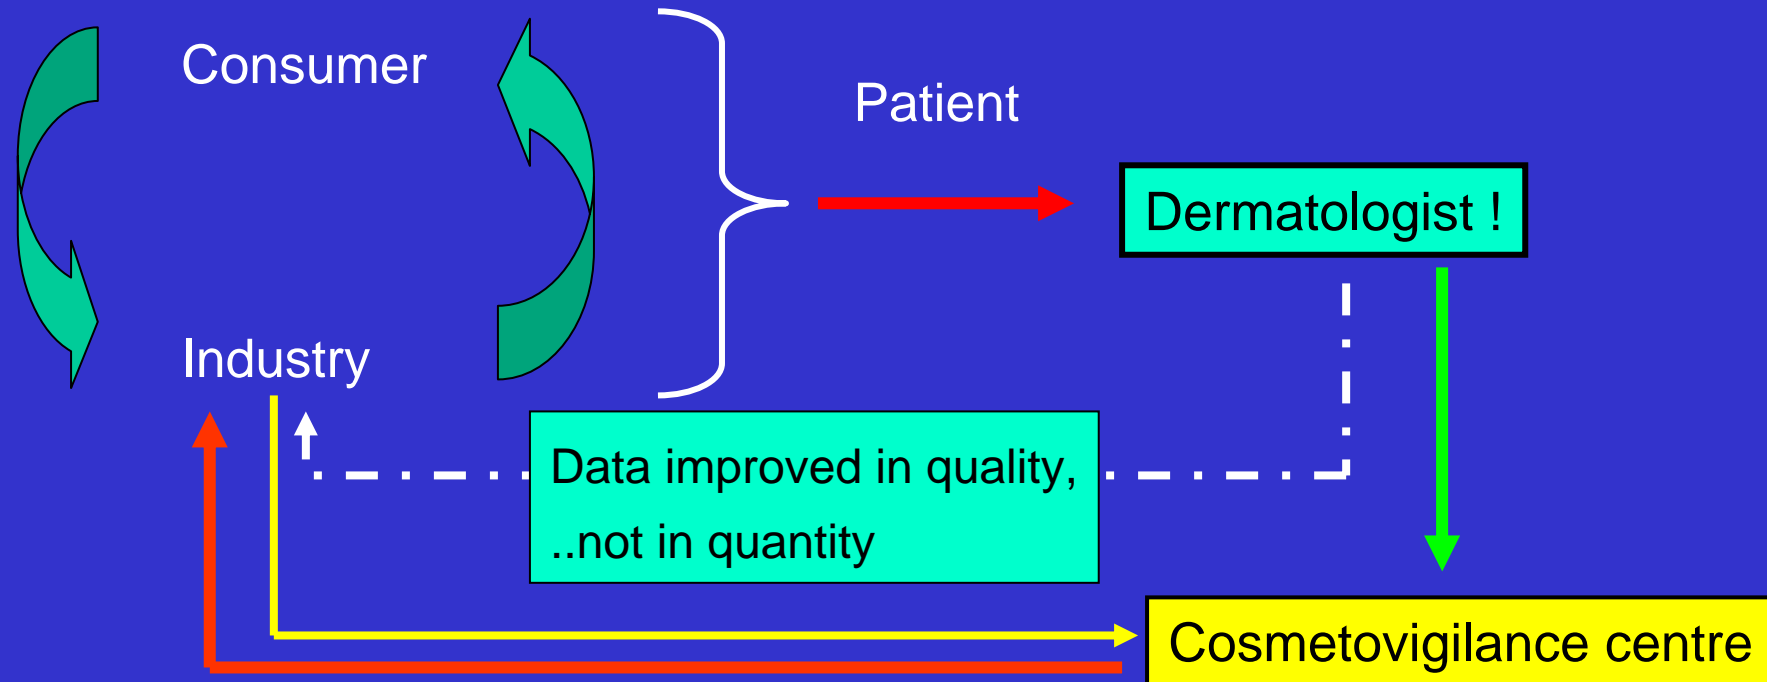 Consumer
Patient
Dermatologist !
Industry
Data improved in quality,
..not in quantity
Cosmetovigilance centre